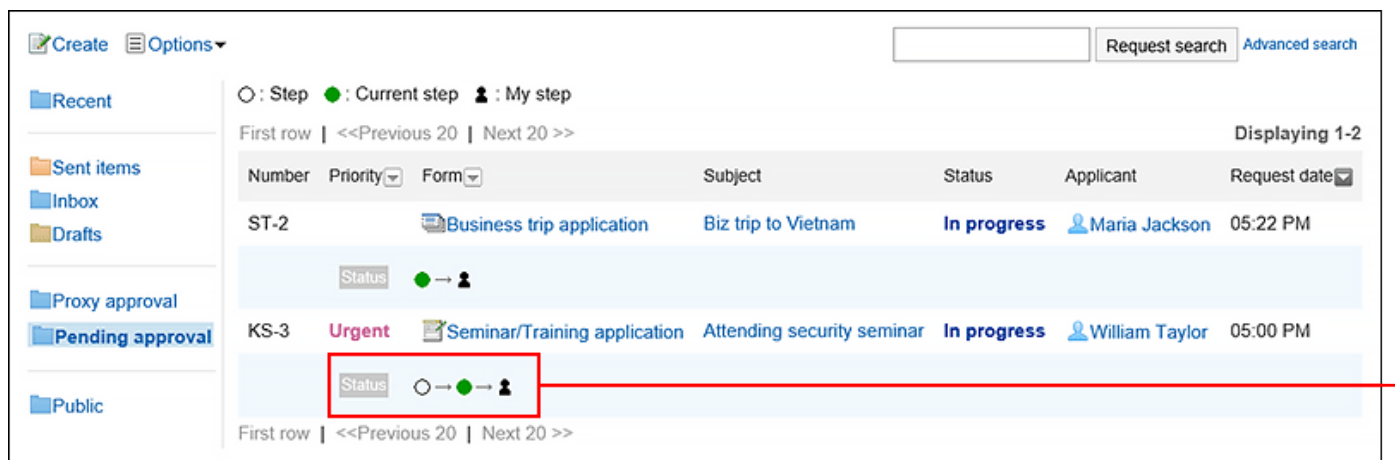 Create Options
Request search Advanced search
Recent
Sent items
Inbox
Drafts
Proxy approval
Pending approval
Public
: Step : Current step : My step
First row | <<Previous 20 | Next 20 >>
Displaying 1-2
Number Priority Form Subject Status Applicant Request date
ST-2 Business trip application Biz trip to Vietnam In progress Maria Jackson 05:22 PM
Status →
KS-3 Urgent Seminar/Training application Attending security seminar In progress William Taylor 05:00 PM
Status → →
First row | <<Previous 20 | Next 20 >>